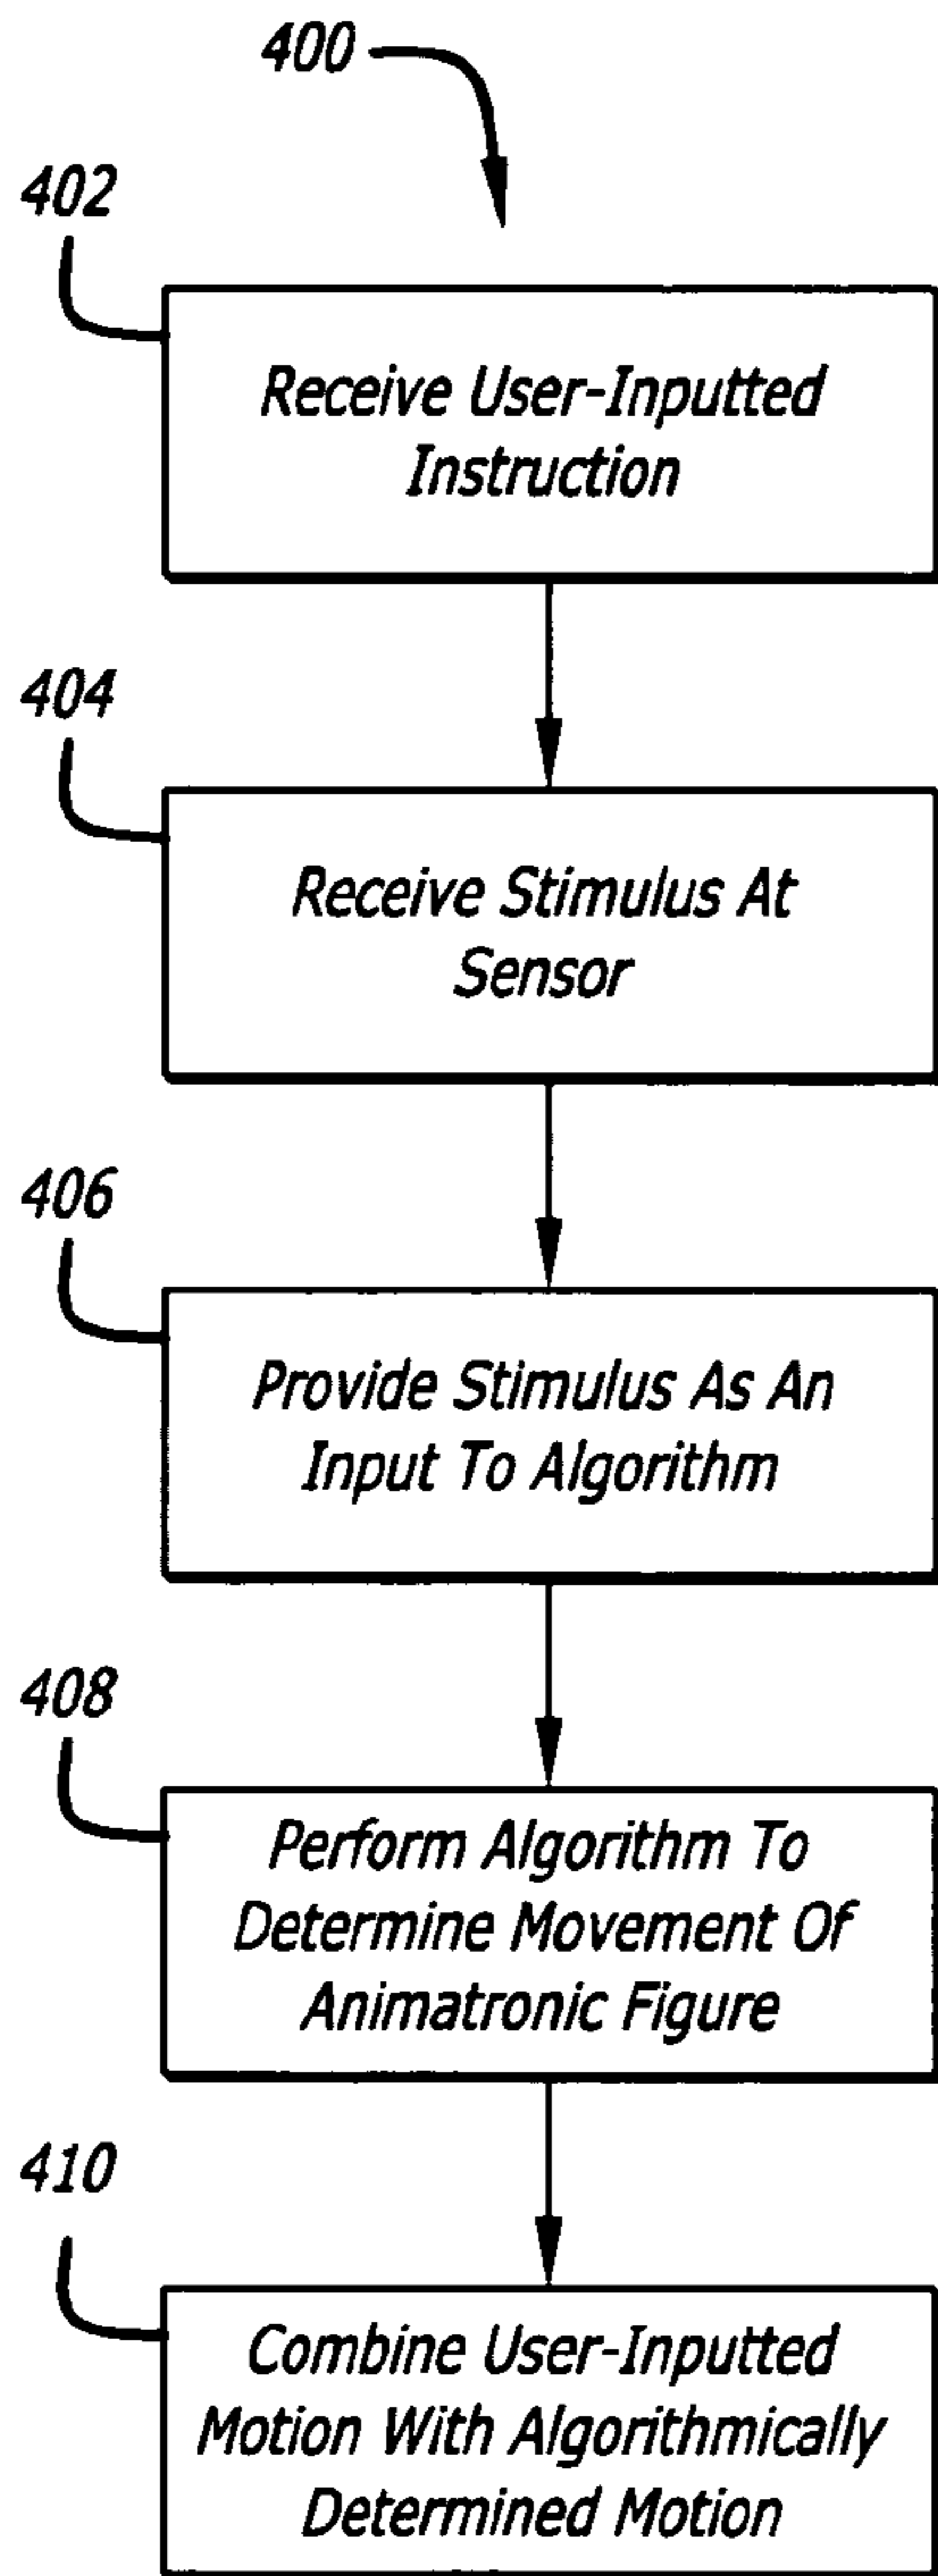 400
402
Receive User-Inputted
Instruction
404
Receive Stimulus At
Sensor
406
Provide Stimulus As An
Input To Algorithm
408
Perform Algorithm To
Determine Movement Of
Animatronic Figure
410
Combine User-Inputted
Motion With Algorithmically
Determined Motion